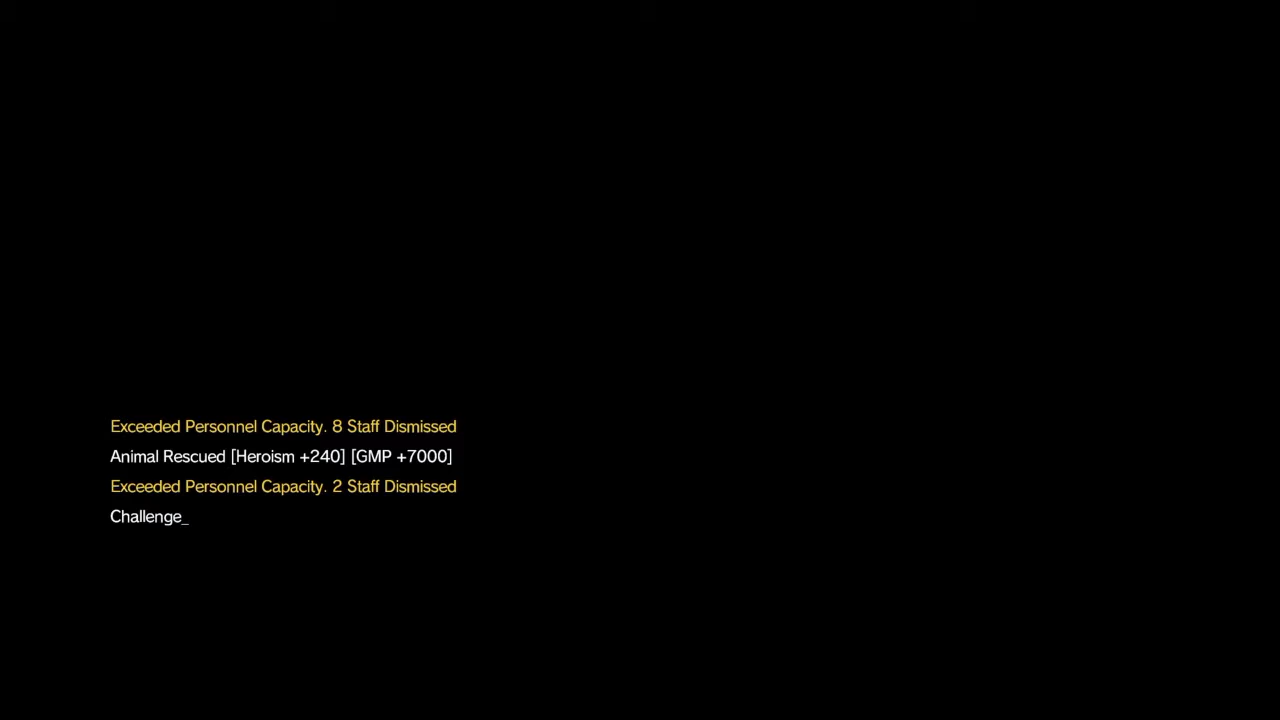 Exceeded Personnel Capacity. 8 Staff Dismissed
Animal Rescued [Heroism +240] [GMP +7000]
Exceeded Personnel Capacity. 2 Staff Dismissed
Challenge_